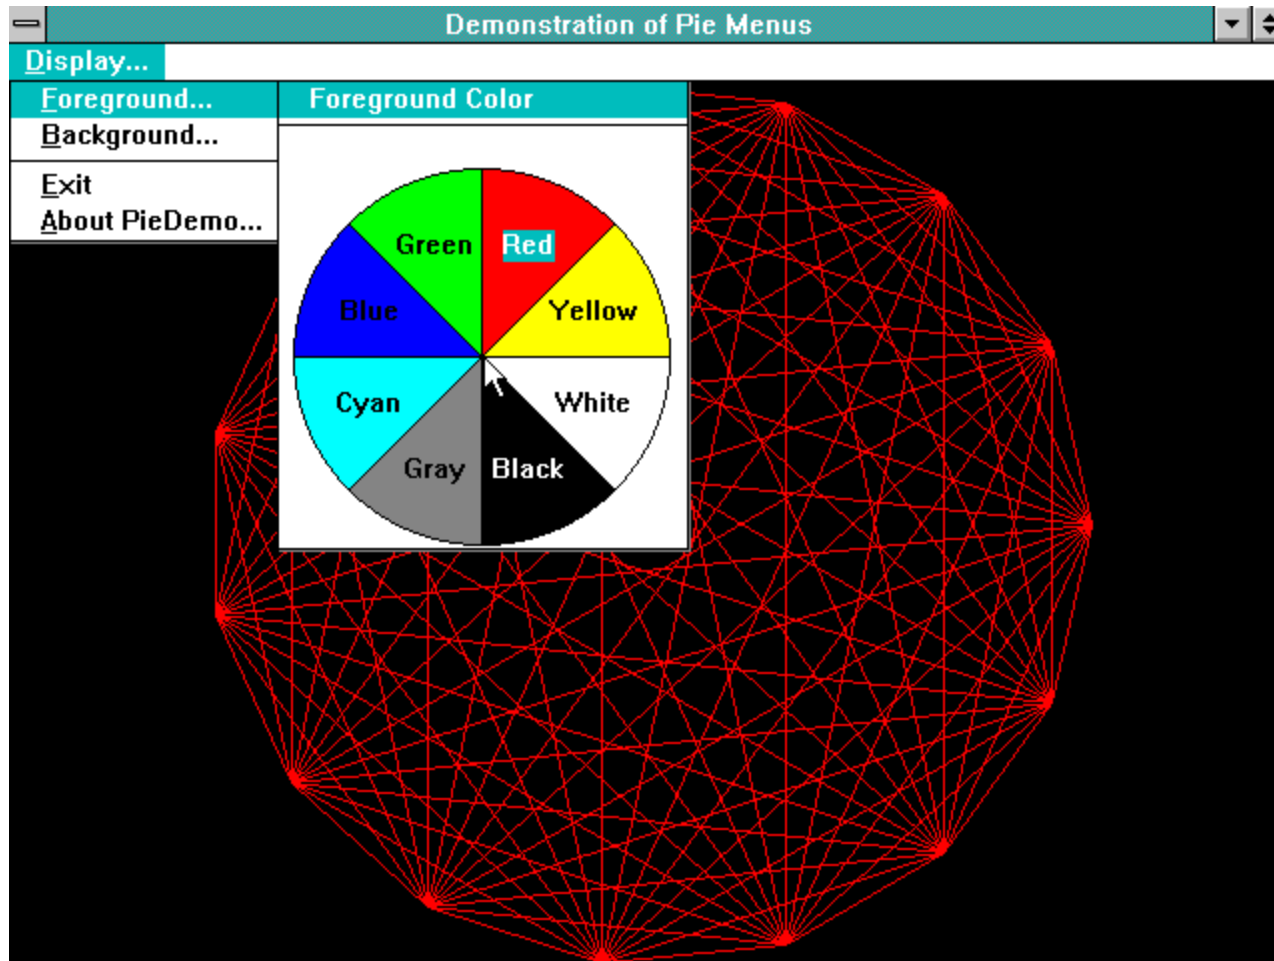 Demonstration of Pie Menus
Display...
Foreground...
Background...
Exit
About PieDemo...
Foreground Color
Green
Red
Blue
Yellow
Cyan
White
Gray
Black